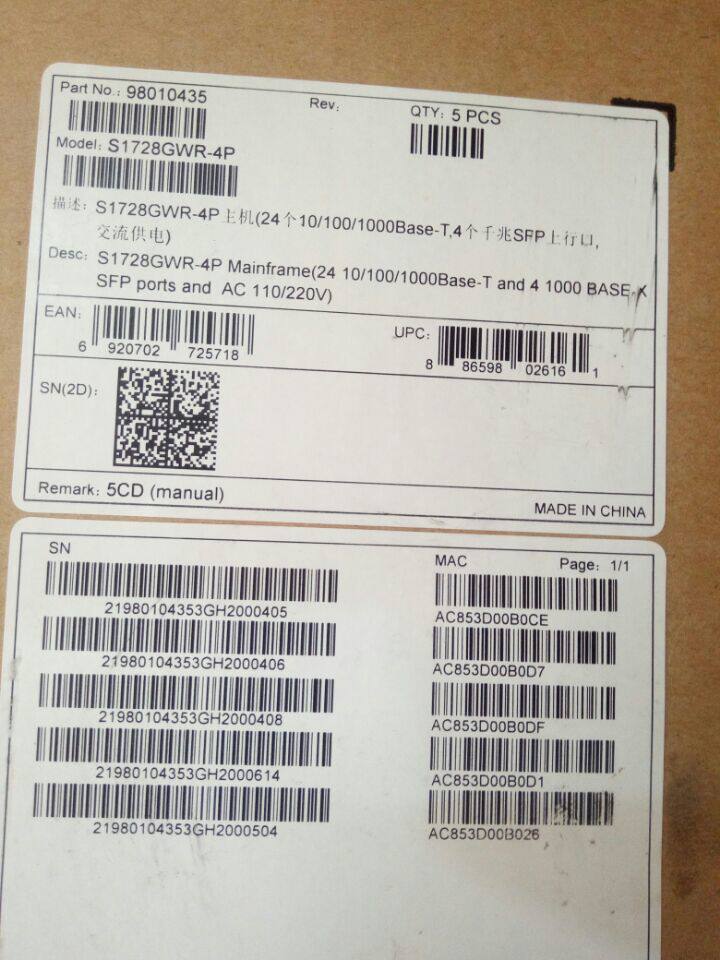 Part No.: 98010435
Rev:
QTY: 5 PCS
Model: S1728GWR-4P
描述: S1728GWR-4P主机(24个10/100/1000Base-T,4个千兆SFP上行口,
交流供电)
Desc: S1728GWR-4P Mainframe(24 10/100/1000Base-T and 4 1000 BASE-X
SFP ports and AC 110/220V)
EAN:
6 920702 725718
UPC:
8 86598 02616 1
SN(2D):
Remark: 5CD (manual)
MADE IN CHINA
SN
MAC
Page: 1/1
21980104353GH2000405
AC853D00B0CE
21980104353GH2000406
AC853D00B0D7
21980104353GH2000408
AC853D00B0DF
21980104353GH2000614
AC853D00B0D1
21980104353GH2000504
AC853D00B026